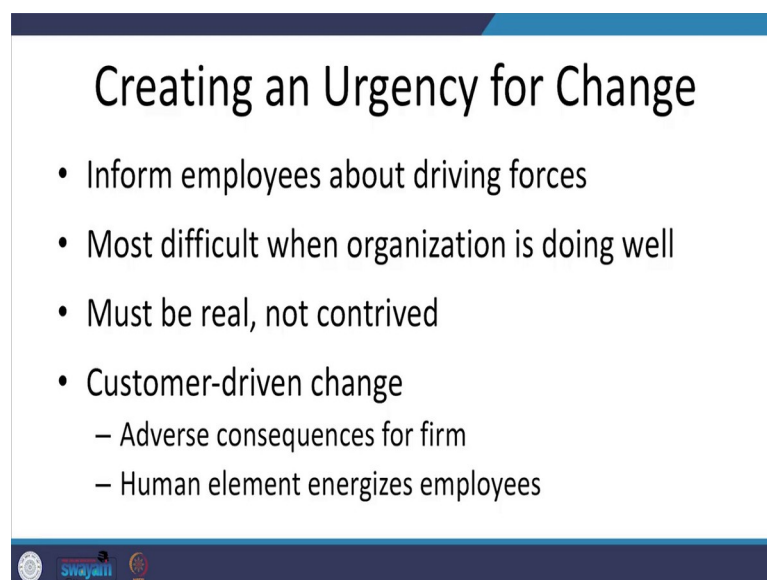 Creating an Urgency for Change
• Inform employees about driving forces
• Most difficult when organization is doing well
• Must be real, not contrived
• Customer-driven change
– Adverse consequences for firm
– Human element energizes employees
swayam